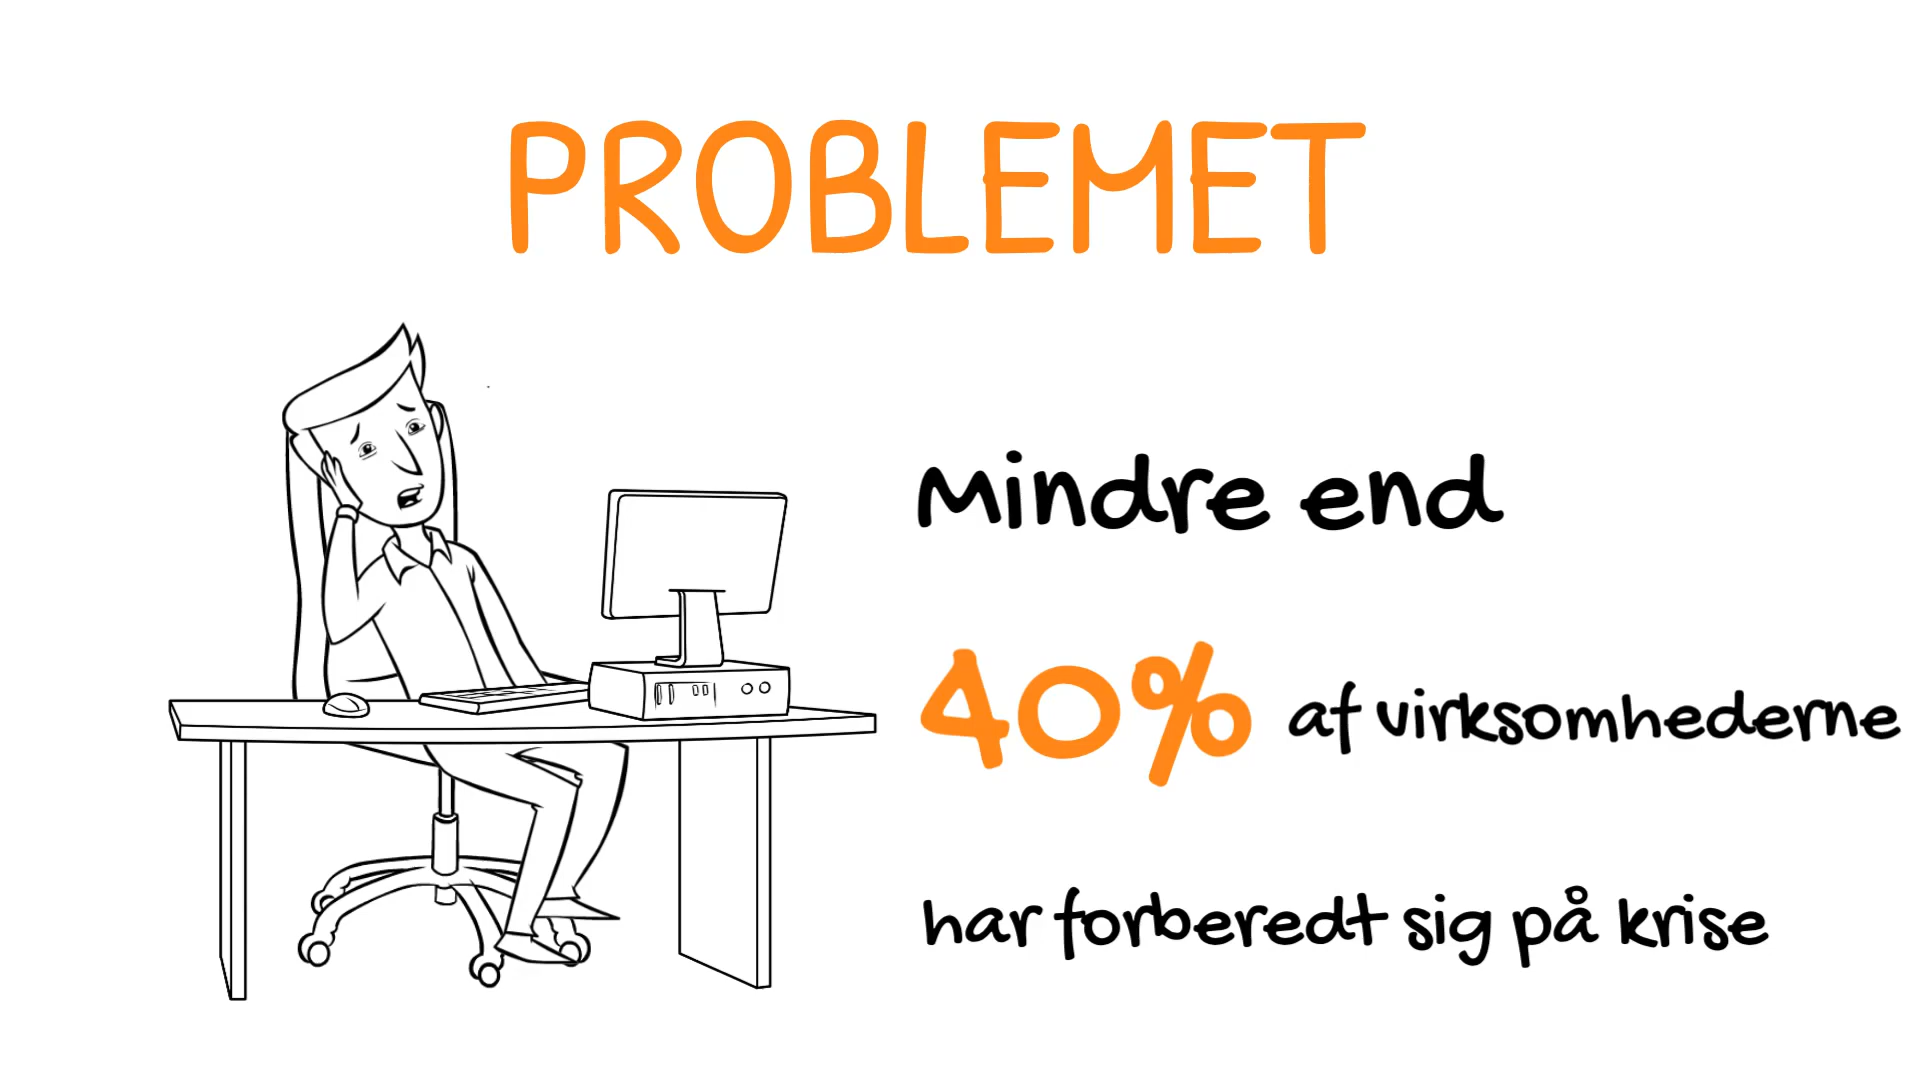 PROBLEMET
Mindre end
40% af virksomhederne
har forberedt sig på krise